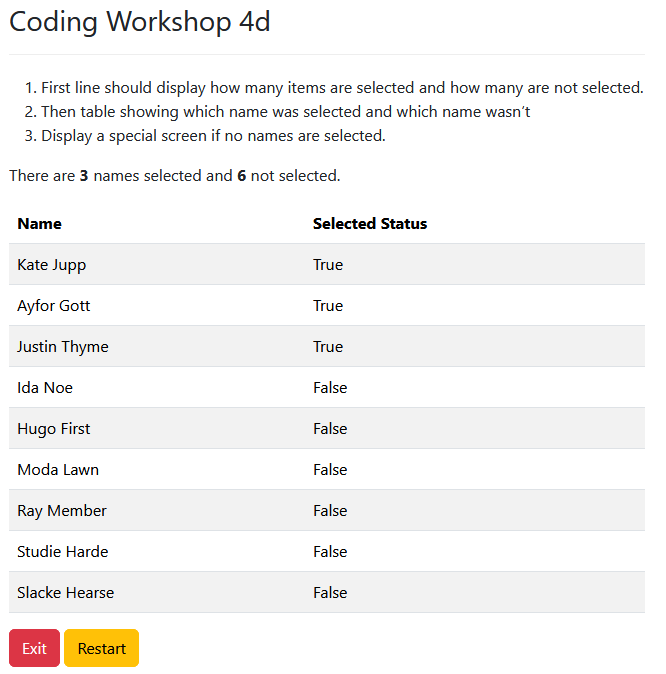 Coding Workshop 4d
1. First line should display how many items are selected and how many are not selected.
2. Then table showing which name was selected and which name wasn’t
3. Display a special screen if no names are selected.
There are 3 names selected and 6 not selected.
Name Selected Status
Kate Jupp True
Ayfor Gott True
Justin Thyme True
Ida Noe False
Hugo First False
Moda Lawn False
Ray Member False
Studie Harde False
Slacke Hearse False
Exit Restart